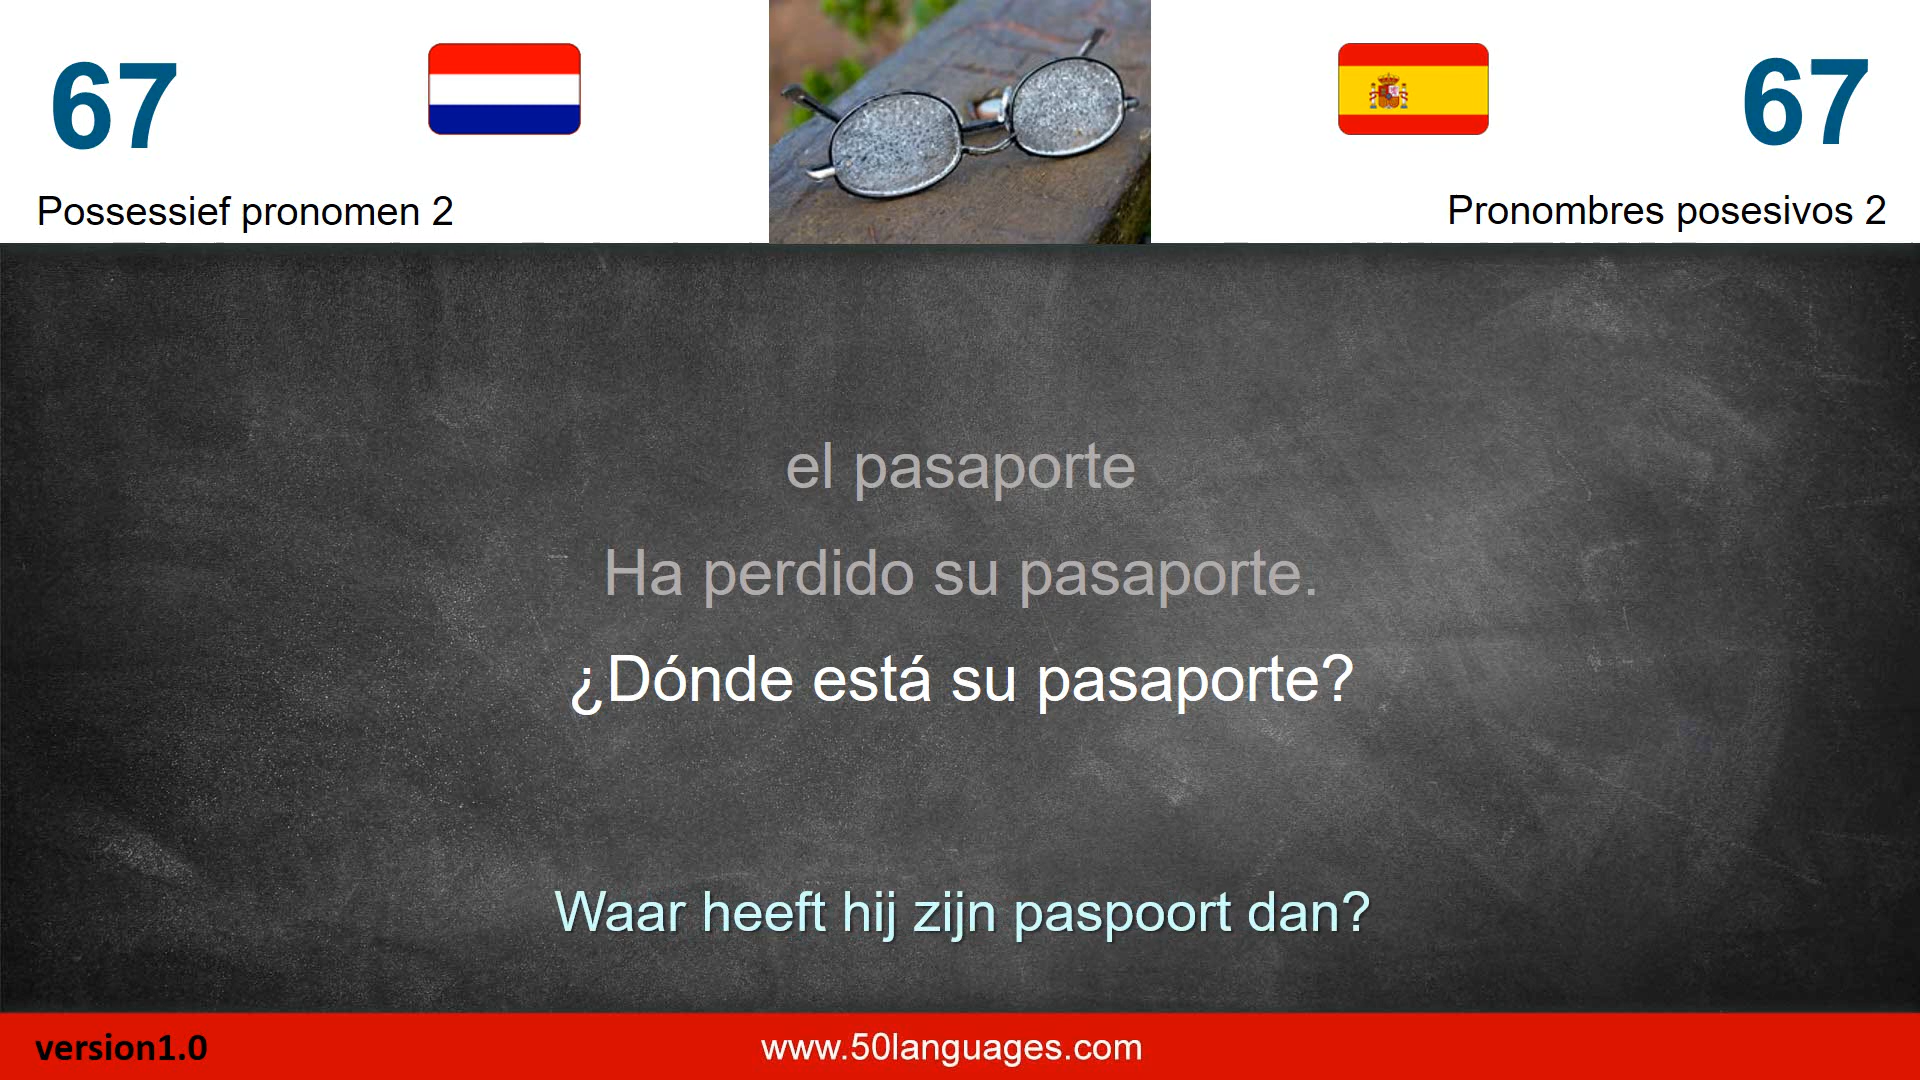 67
67
Possessief pronomen 2
Pronombres posesivos 2
el pasaporte
Ha perdido su pasaporte.
¿Dónde está su pasaporte?
Waar heeft hij zijn paspoort dan?
version1.0
www.50languages.com